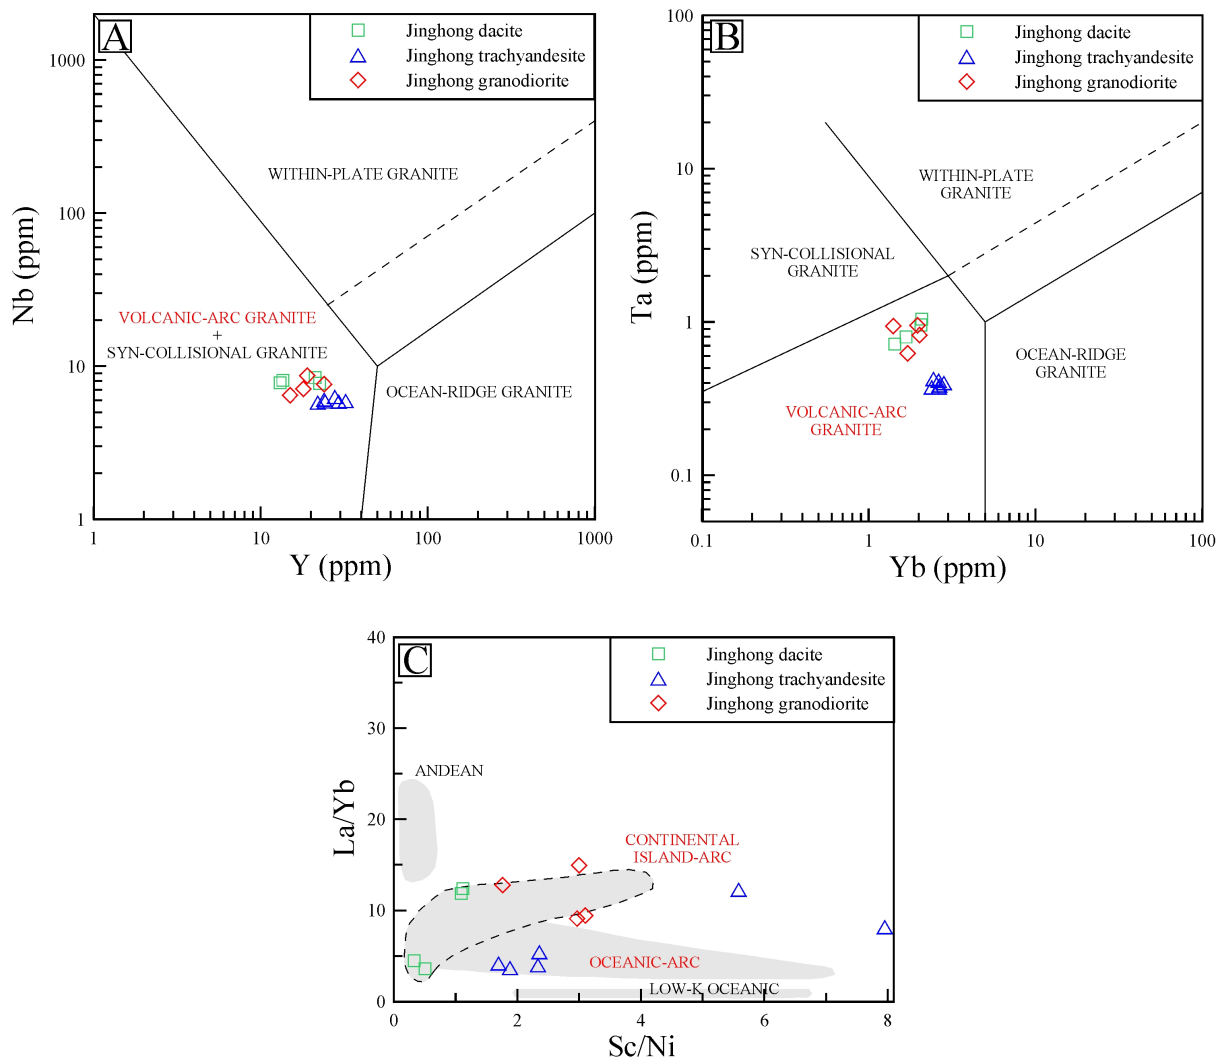 A
Jinghong dacite
Jinghong trachyandesite
Jinghong granodiorite
1000
100
10
1
Nb (ppm)
WITHIN-PLATE GRANITE
VOLCANIC-ARC GRANITE
+
SYN-COLLISIONAL GRANITE
OCEAN-RIDGE GRANITE
1
10
100
1000
Y (ppm)
B
Jinghong dacite
Jinghong trachyandesite
Jinghong granodiorite
100
10
1
0.1
Ta (ppm)
WITHIN-PLATE
GRANITE
SYN-COLLISIONAL
GRANITE
OCEAN-RIDGE
GRANITE
VOLCANIC-ARC
GRANITE
0.1
1
10
100
Yb (ppm)
C
Jinghong dacite
Jinghong trachyandesite
Jinghong granodiorite
40
30
20
10
0
La/Yb
ANDEAN
CONTINENTAL
ISLAND-ARC
OCEANIC-ARC
LOW-K OCEANIC
0
2
4
6
8
Sc/Ni